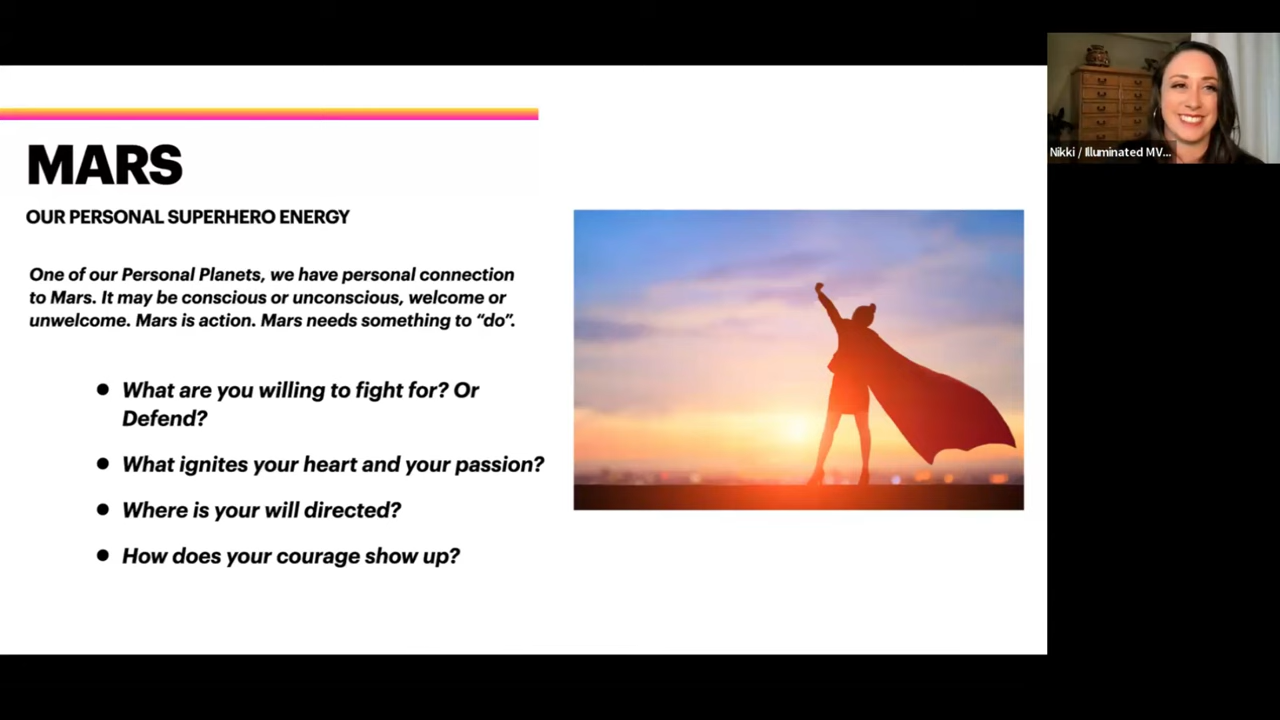 MARS
OUR PERSONAL SUPERHERO ENERGY
One of our Personal Planets, we have personal connection
to Mars. It may be conscious or unconscious, welcome or
unwelcome. Mars is action. Mars needs something to “do”.
● What are you willing to fight for? Or
Defend?
● What ignites your heart and your passion?
● Where is your will directed?
● How does your courage show up?
Nikki / Illuminated MV...